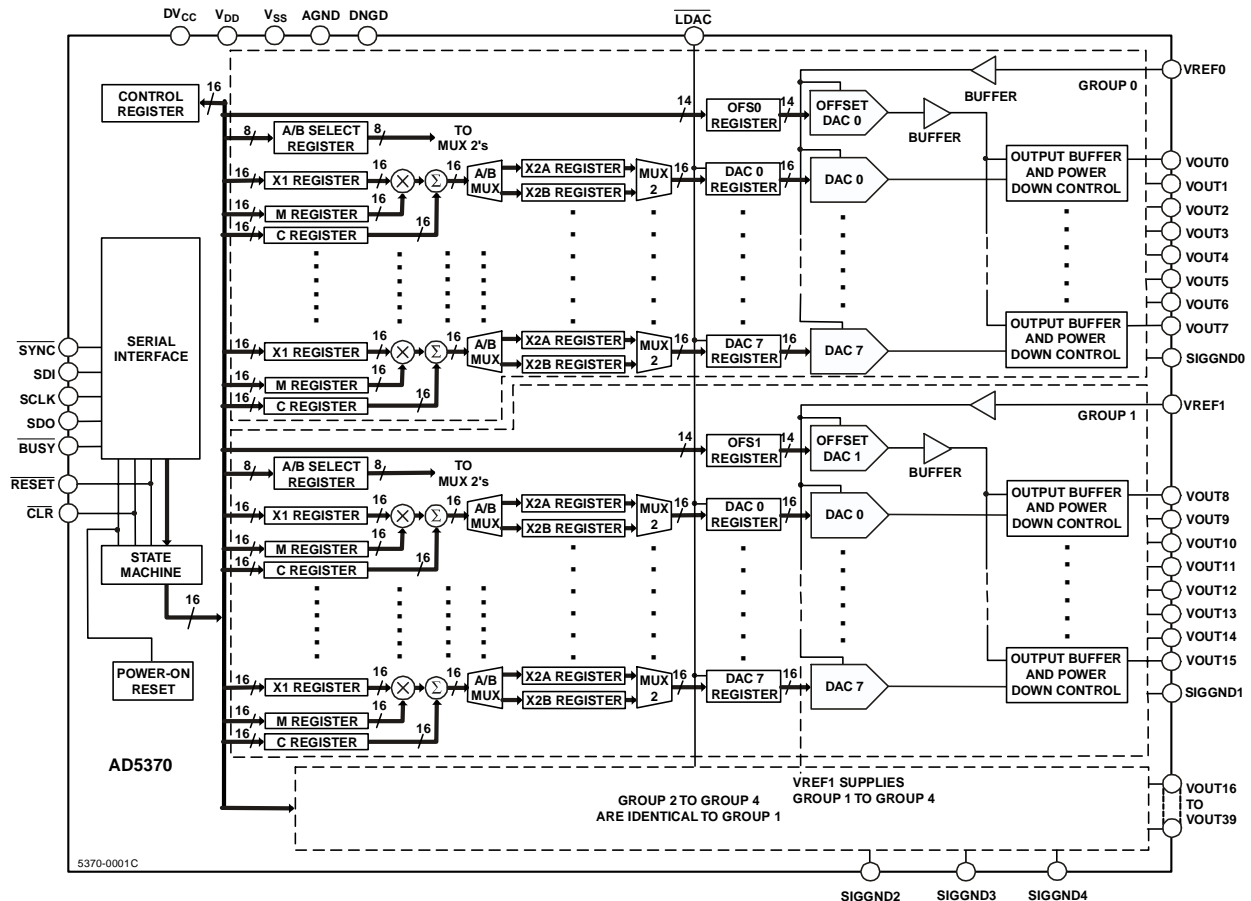 DVCC
VDD
VSS
AGND
DNGD
LDAC
16
CONTROL
REGISTER
14
OFS0
REGISTER
14
OFFSET
DAC 0
BUFFER
BUFFER
GROUP 0
VREF0
8
A/B SELECT
REGISTER
8
TO
MUX 2's
16
X1 REGISTER
16
16
M REGISTER
16
16
C REGISTER
16
×
Σ
16
A/B
MUX
X2A REGISTER
X2B REGISTER
MUX
2
16
DAC 0
REGISTER
16
DAC 0
OUTPUT BUFFER
AND POWER
DOWN CONTROL
VOUT0
VOUT1
VOUT2
VOUT3
VOUT4
VOUT5
VOUT6
VOUT7
SIGGND0
16
X1 REGISTER
16
16
M REGISTER
16
16
C REGISTER
16
×
Σ
16
A/B
MUX
X2A REGISTER
X2B REGISTER
MUX
2
16
DAC 7
REGISTER
16
DAC 7
OUTPUT BUFFER
AND POWER
DOWN CONTROL
SERIAL
INTERFACE
SYNC
SDI
SCLK
SDO
BUSY
RESET
CLR
STATE
MACHINE
16
POWER-ON
RESET
AD5370
14
OFS1
REGISTER
14
OFFSET
DAC 1
BUFFER
GROUP 1
VREF1
8
A/B SELECT
REGISTER
8
TO
MUX 2's
16
X1 REGISTER
16
16
M REGISTER
16
16
C REGISTER
16
×
Σ
16
A/B
MUX
X2A REGISTER
X2B REGISTER
MUX
2
16
DAC 0
REGISTER
16
DAC 0
OUTPUT BUFFER
AND POWER
DOWN CONTROL
VOUT8
VOUT9
VOUT10
VOUT11
VOUT12
VOUT13
VOUT14
VOUT15
SIGGND1
16
X1 REGISTER
16
16
M REGISTER
16
16
C REGISTER
16
×
Σ
16
A/B
MUX
X2A REGISTER
X2B REGISTER
MUX
2
16
DAC 7
REGISTER
16
DAC 7
OUTPUT BUFFER
AND POWER
DOWN CONTROL
GROUP 2 TO GROUP 4
ARE IDENTICAL TO GROUP 1
VREF1 SUPPLIES
GROUP 1 TO GROUP 4
VOUT16
TO
VOUT39
5370-0001C
SIGGND2
SIGGND3
SIGGND4